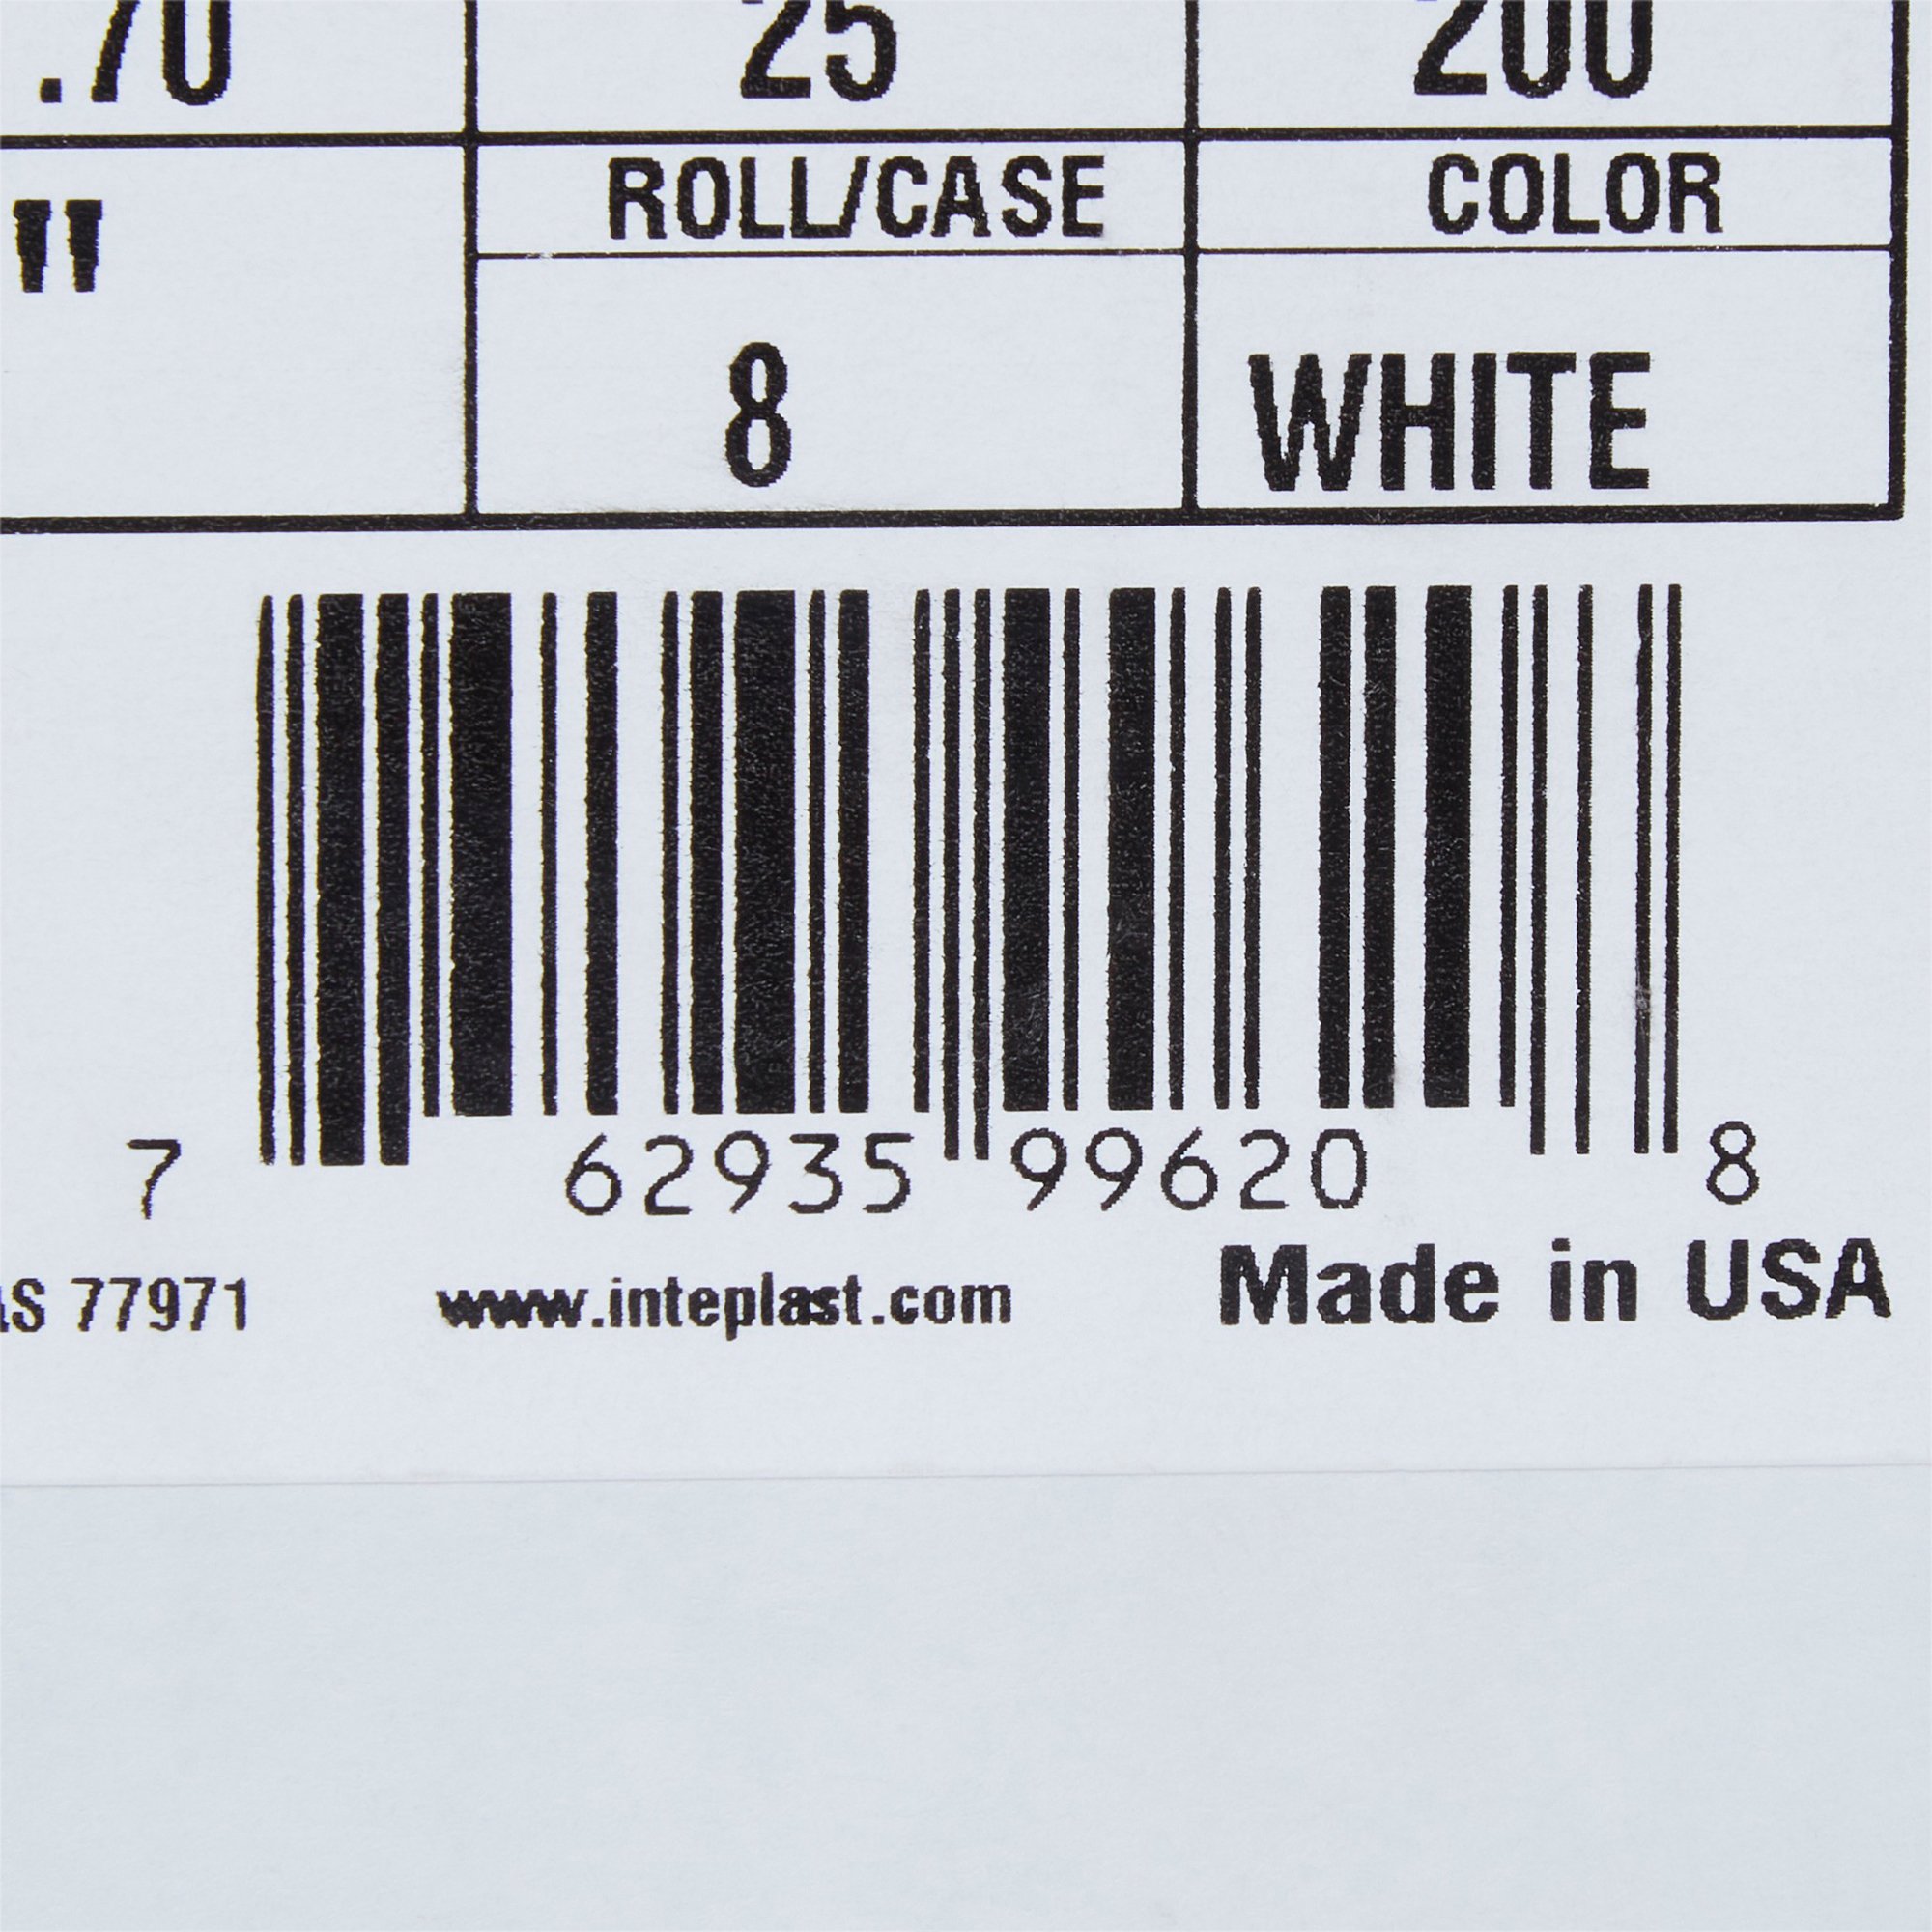 .70 25 200
ROLL/CASE COLOR
" 8 WHITE
7 62935 99620 8
77971 www.inteplast.com Made in USA